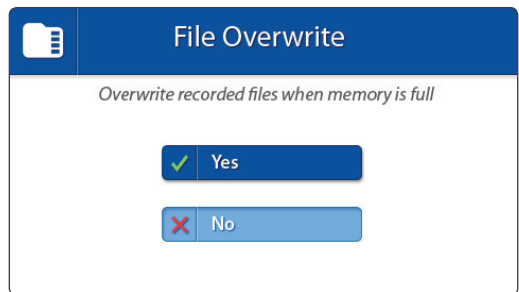 File Overwrite
Overwrite recorded files when memory is full
Yes
No